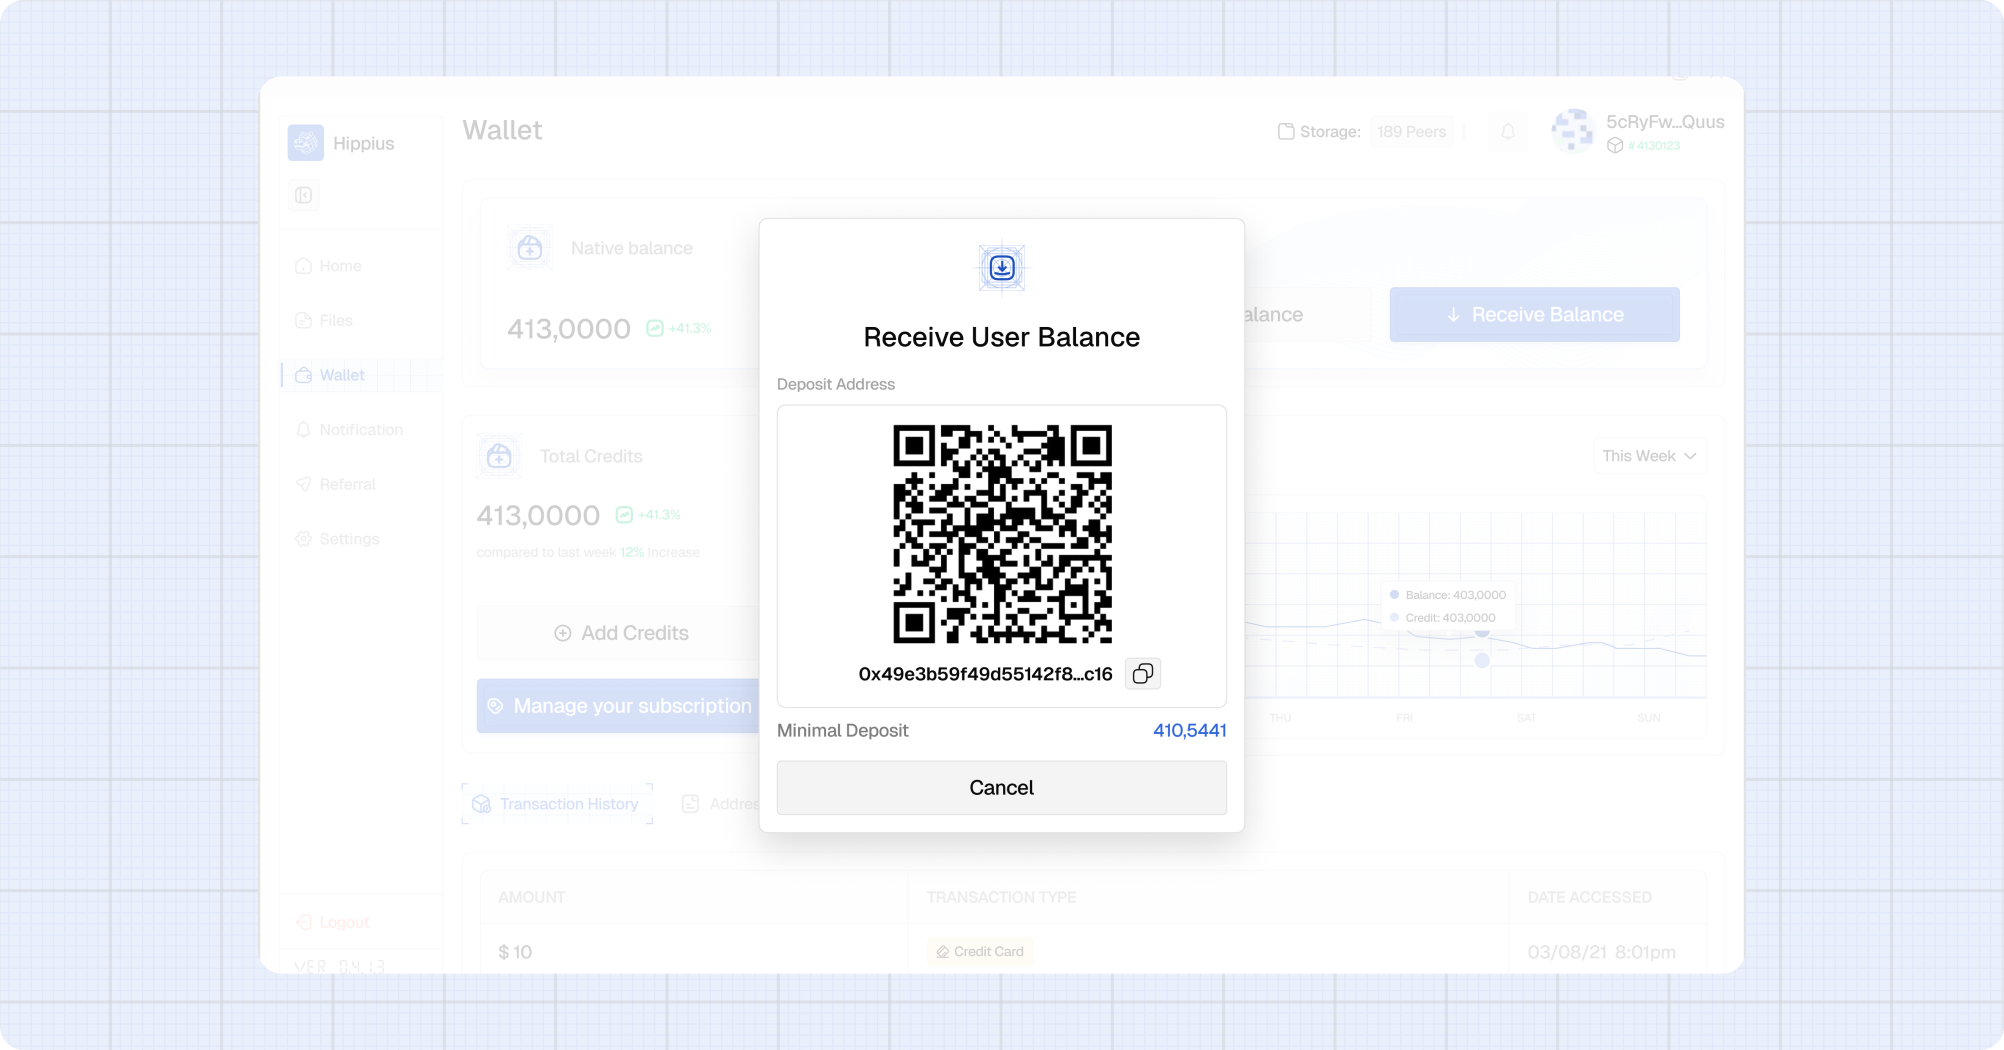 Hippius
Wallet
Storage: 189 Peers
5cRyFw...Quus
# 4130123
Home
Files
Wallet
Notification
Referral
Settings
Logout
VER 0.4.13
Native balance
413,0000 +41.3%
alance
Receive Balance
Total Credits
413,0000 +41.3%
compared to last week 12% Increase
Add Credits
Manage your subscription
This Week
Balance: 403,0000
Credit: 403,0000
THU FRI SAT SUN
Receive User Balance
Deposit Address
0x49e3b59f49d55142f8...c16
Minimal Deposit 410,5441
Cancel
Transaction History
Addres
AMOUNT TRANSACTION TYPE DATE ACCESSED
$ 10 Credit Card 03/08/21 8:01pm